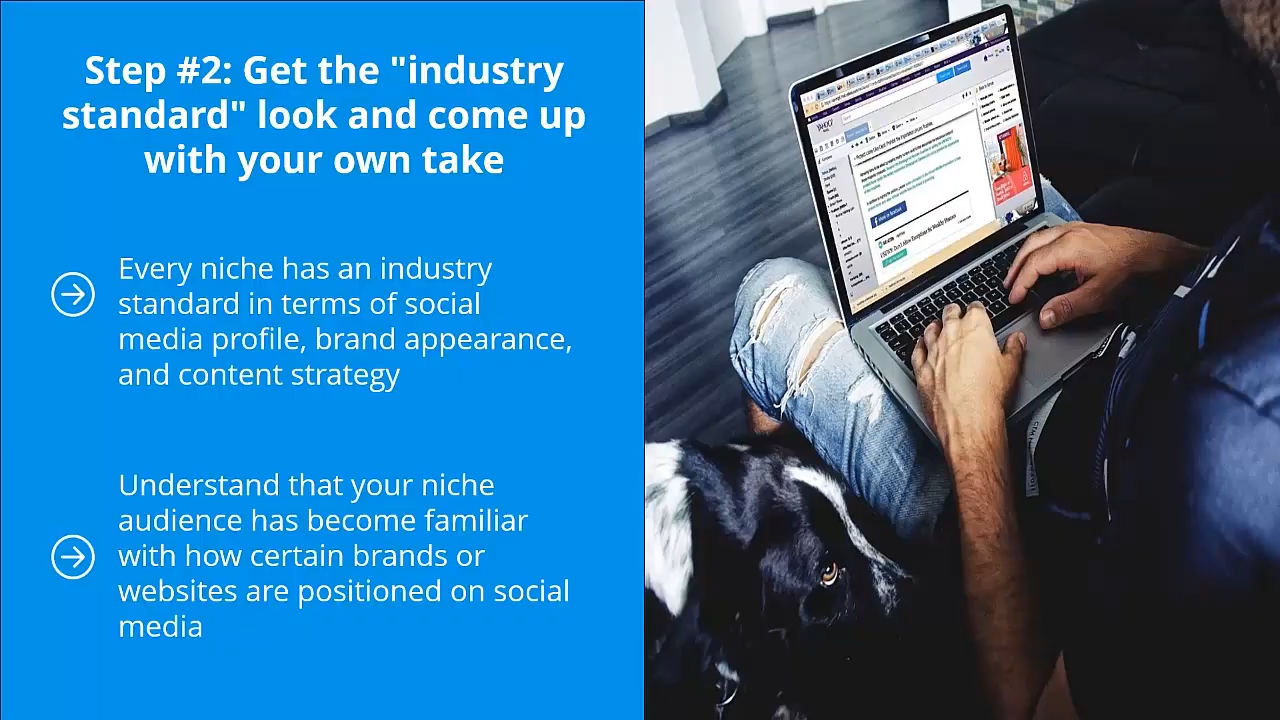 Step #2: Get the "industry
standard" look and come up
with your own take
Every niche has an industry
standard in terms of social
media profile, brand appearance,
and content strategy
Understand that your niche
audience has become familiar
with how certain brands or
websites are positioned on social
media
YAHOO!